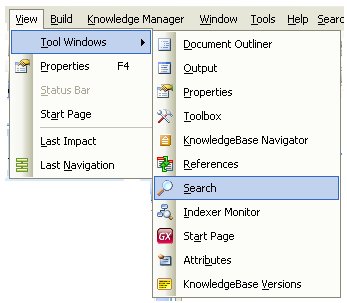 View Build Knowledge Manager Window Tools Help Searc
Tool Windows
Properties F4
Status Bar
Start Page
Last Impact
Last Navigation
Document Outliner
Output
Properties
Toolbox
KnowledgeBase Navigator
References
Search
Indexer Monitor
GX Start Page
Attributes
KnowledgeBase Versions